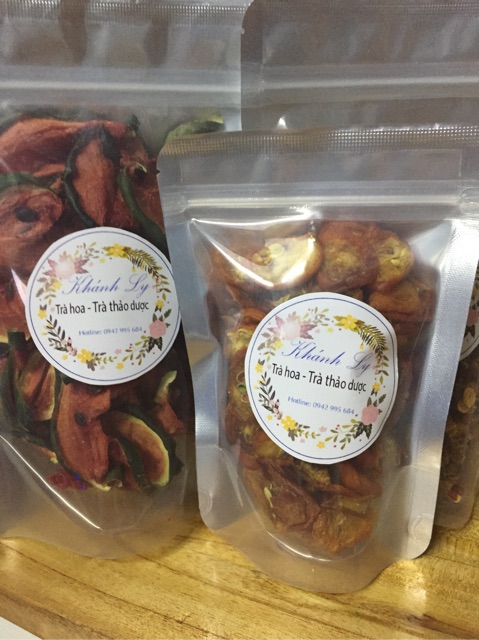 Khánh Ly
Trà hoa - Trà thảo dược
Hotline: 0942 995 684
Khánh Ly
Trà hoa - Trà thảo dược
Hotline: 0942 995 684